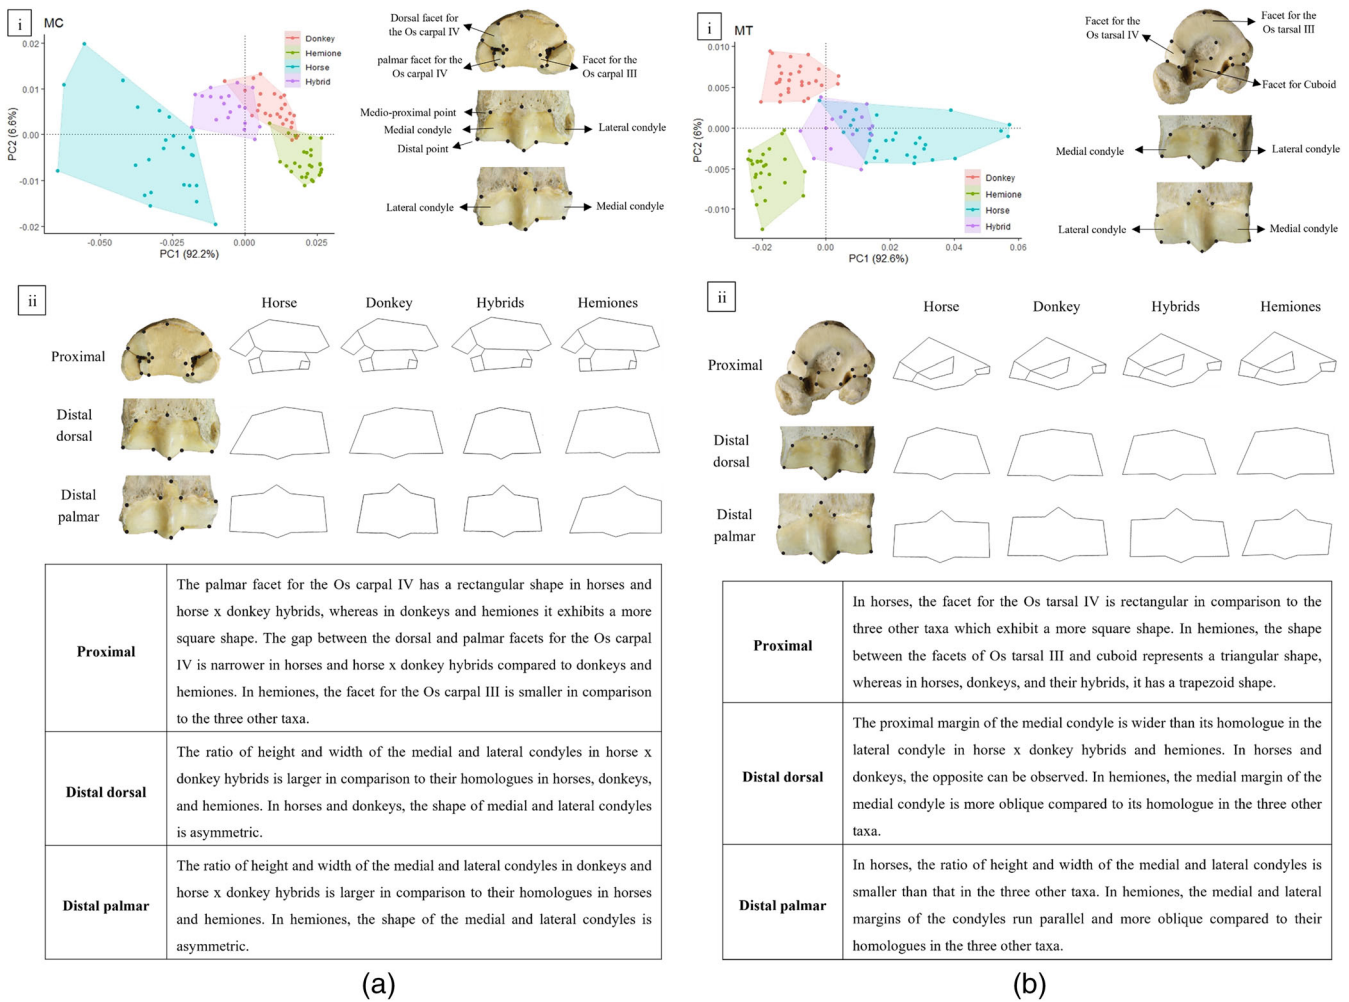 i
MC
PC2 (6.6%)
0.02
0.01
0.00
-0.01
-0.02
-0.050
-0.025
0.000
0.025
PC1 (92.2%)
Donkey
Hemione
Horse
Hybrid
Dorsal facet for
the Os carpal IV
palmar facet for the
Os carpal IV
Facet for the
Os carpal III
Medio-proximal point
Medial condyle
Distal point
Lateral condyle
Lateral condyle
Medial condyle
ii
Horse
Donkey
Hybrids
Hemiones
Proximal
Distal
dorsal
Distal
palmar
Proximal
The palmar facet for the Os carpal IV has a rectangular shape in horses and
horse x donkey hybrids, whereas in donkeys and hemiones it exhibits a more
square shape. The gap between the dorsal and palmar facets for the Os carpal
IV is narrower in horses and horse x donkey hybrids compared to donkeys and
hemiones. In hemiones, the facet for the Os carpal III is smaller in comparison
to the three other taxa.
Distal dorsal
The ratio of height and width of the medial and lateral condyles in horse x
donkey hybrids is larger in comparison to their homologues in horses, donkeys,
and hemiones. In horses and donkeys, the shape of medial and lateral condyles
is asymmetric.
Distal palmar
The ratio of height and width of the medial and lateral condyles in donkeys and
horse x donkey hybrids is larger in comparison to their homologues in horses
and hemiones. In hemiones, the shape of the medial and lateral condyles is
asymmetric.
(a)
i
MT
PC2 (6%)
0.010
0.005
0.000
-0.005
-0.010
-0.02
0.00
0.02
0.04
0.06
PC1 (92.6%)
Donkey
Hemione
Horse
Hybrid
Facet for the
Os tarsal IV
Facet for the
Os tarsal III
Facet for Cuboid
Medial condyle
Lateral condyle
Lateral condyle
Medial condyle
ii
Horse
Donkey
Hybrids
Hemiones
Proximal
Distal
dorsal
Distal
palmar
Proximal
In horses, the facet for the Os tarsal IV is rectangular in comparison to the
three other taxa which exhibit a more square shape. In hemiones, the shape
between the facets of Os tarsal III and cuboid represents a triangular shape,
whereas in horses, donkeys, and their hybrids, it has a trapezoid shape.
Distal dorsal
The proximal margin of the medial condyle is wider than its homologue in the
lateral condyle in horse x donkey hybrids and hemiones. In horses and
donkeys, the opposite can be observed. In hemiones, the medial margin of the
medial condyle is more oblique compared to its homologue in the three other
taxa.
Distal palmar
In horses, the ratio of height and width of the medial and lateral condyles is
smaller than that in the three other taxa. In hemiones, the medial and lateral
margins of the condyles run parallel and more oblique compared to their
homologues in the three other taxa.
(b)